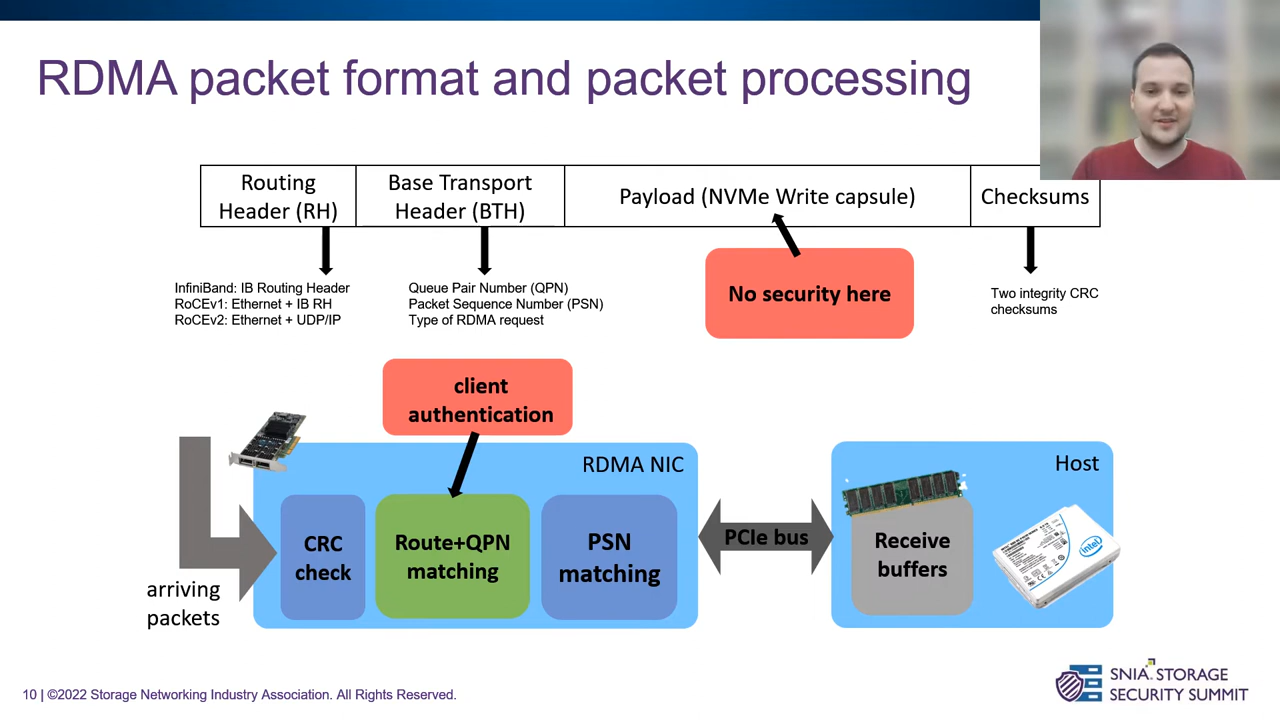 RDMA packet format and packet processing
Routing
Header (RH)
Base Transport
Header (BTH)
Payload (NVMe Write capsule)
Checksums
InfiniBand: IB Routing Header
RoCEv1: Ethernet + IB RH
RoCEv2: Ethernet + UDP/IP
Queue Pair Number (QPN)
Packet Sequence Number (PSN)
Type of RDMA request
No security here
Two integrity CRC
checksums
client
authentication
RDMA NIC
Host
CRC
check
Route+QPN
matching
PSN
matching
PCIe bus
Receive
buffers
intel
arriving
packets
10 | ©2022 Storage Networking Industry Association. All Rights Reserved.
SNIA. STORAGE
SECURITY SUMMIT